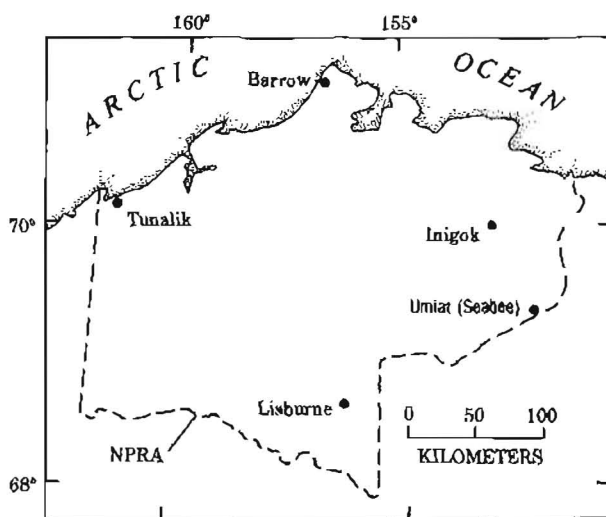 160° 155°
ARCTIC OCEAN
Barrow
70°
Tunalik
Inigok
Umiat (Seabee)
Lisburne
0 50 100
KILOMETERS
NPRA
68°